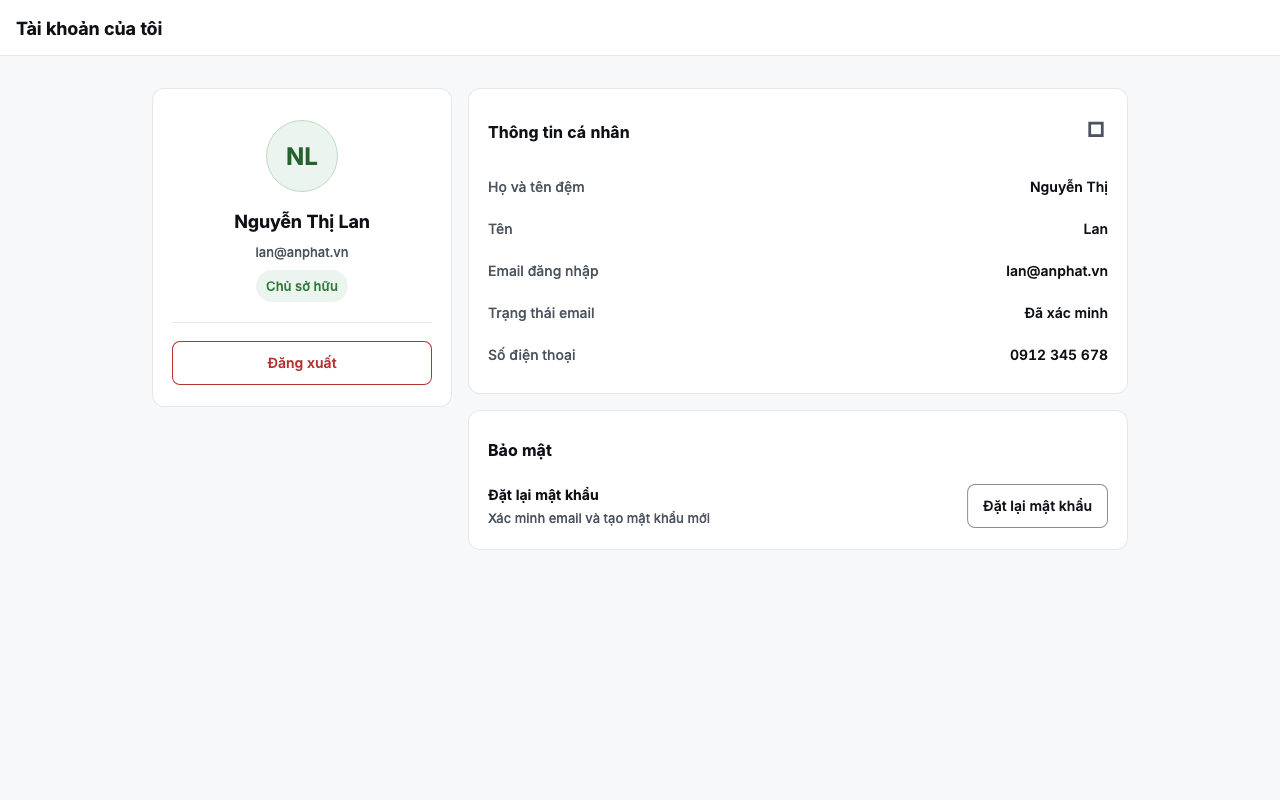 Tài khoản của tôi
NL
Nguyễn Thị Lan
lan@anphat.vn
Chủ sở hữu
Đăng xuất
Thông tin cá nhân
Họ và tên đệm Nguyễn Thị
Tên Lan
Email đăng nhập lan@anphat.vn
Trạng thái email Đã xác minh
Số điện thoại 0912 345 678
Bảo mật
Đặt lại mật khẩu
Xác minh email và tạo mật khẩu mới
Đặt lại mật khẩu